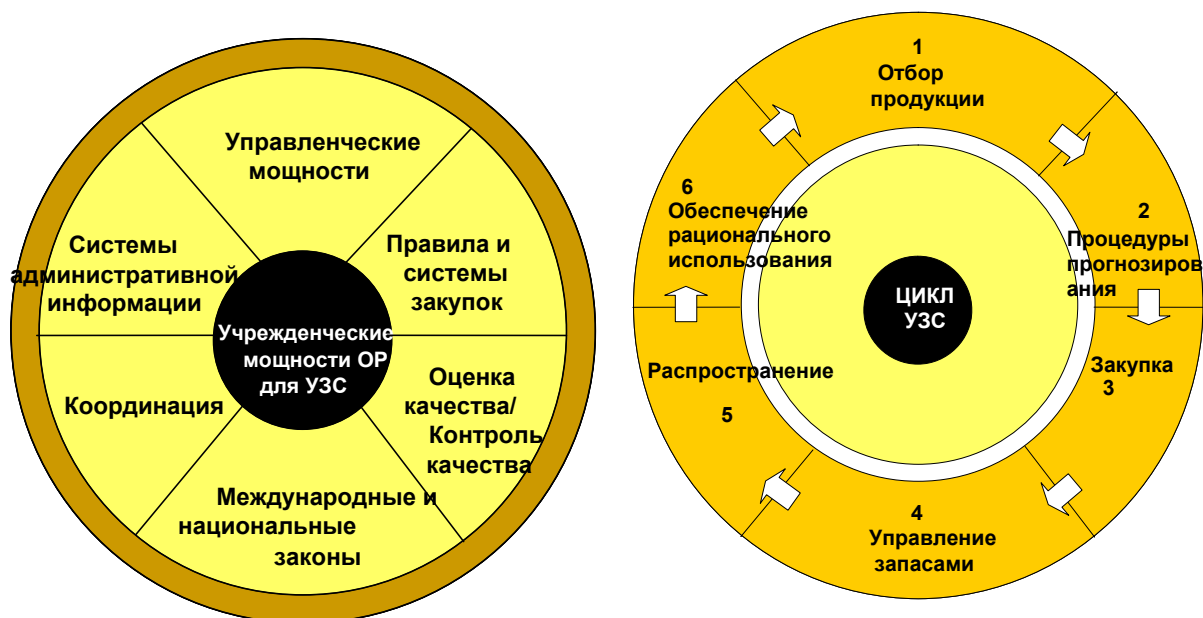 Управленческие
мощности
Правила и
системы
закупок
Оценка
качества/
Контроль
качества
Международные и
национальные
законы
Координация
Системы
административной
информации
Учрежденческие
мощности ОР
для УЗС
1
Отбор
продукции
2
Процедуры
прогнозиров
ания
Закупка
3
4
Управление
запасами
Распространение
5
6
Обеспечение
рационального
использования
ЦИКЛ
УЗС